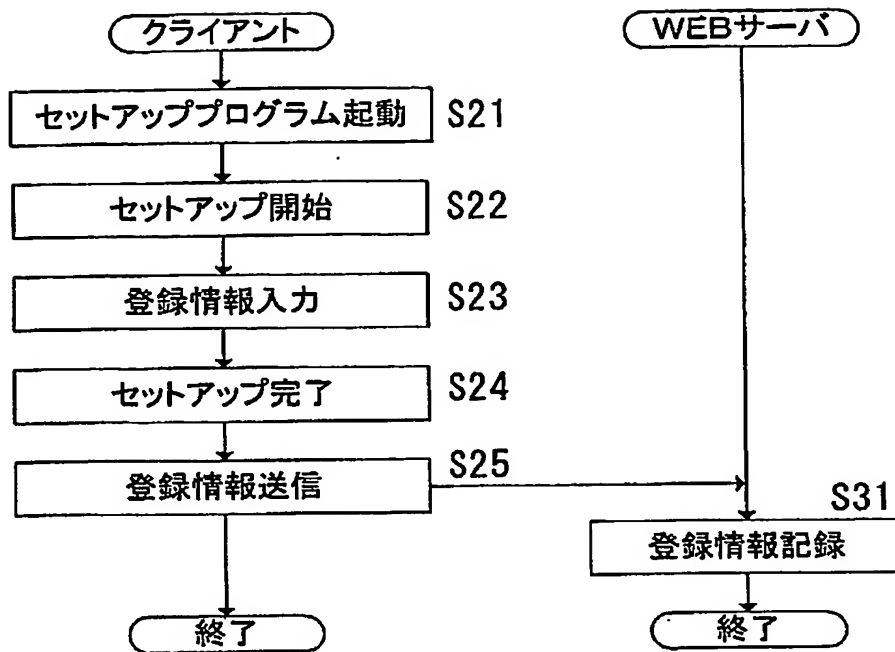 クライアント
WEBサーバ
セットアッププログラム起動 S21
セットアップ開始 S22
登録情報入力 S23
セットアップ完了 S24
登録情報送信 S25
S31
登録情報記録
終了
終了